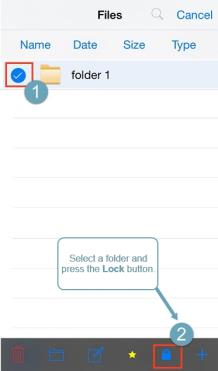 Files
Cancel
Name Date Size Type
folder 1
1
Select a folder and
press the Lock button.
2